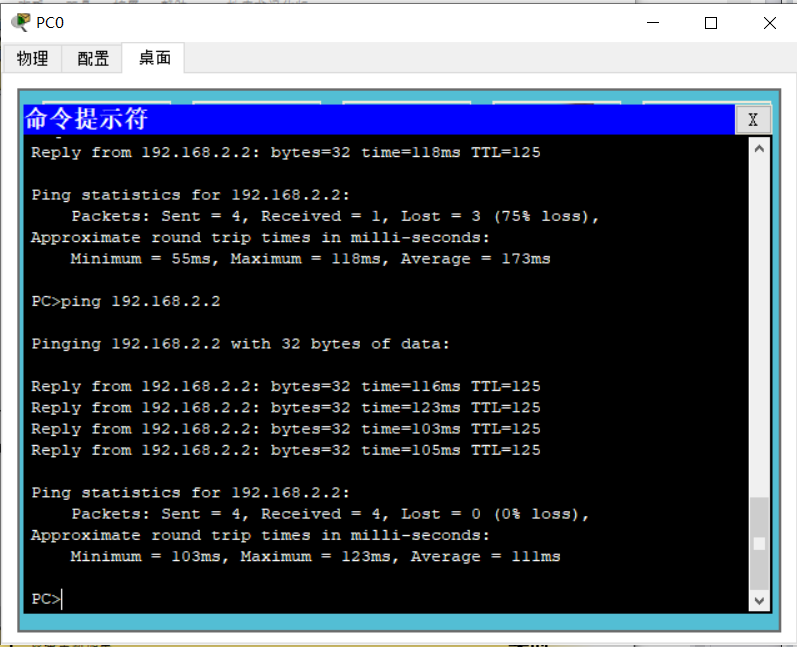 PC0
物理 配置 桌面
命令提示符 X
Reply from 192.168.2.2: bytes=32 time=118ms TTL=125
Ping statistics for 192.168.2.2:
Packets: Sent = 4, Received = 1, Lost = 3 (75% loss),
Approximate round trip times in milli-seconds:
Minimum = 55ms, Maximum = 118ms, Average = 173ms
PC>ping 192.168.2.2
Pinging 192.168.2.2 with 32 bytes of data:
Reply from 192.168.2.2: bytes=32 time=116ms TTL=125
Reply from 192.168.2.2: bytes=32 time=123ms TTL=125
Reply from 192.168.2.2: bytes=32 time=103ms TTL=125
Reply from 192.168.2.2: bytes=32 time=105ms TTL=125
Ping statistics for 192.168.2.2:
Packets: Sent = 4, Received = 4, Lost = 0 (0% loss),
Approximate round trip times in milli-seconds:
Minimum = 103ms, Maximum = 123ms, Average = 111ms
PC>